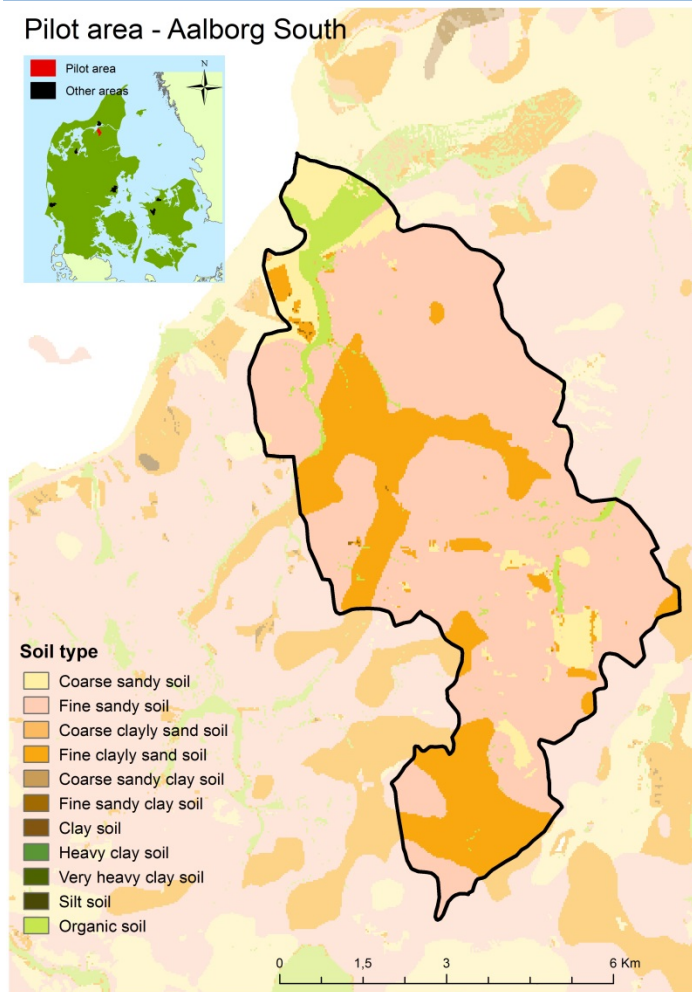 Pilot area - Aalborg South
Pilot area
Other areas
N
Soil type
Coarse sandy soil
Fine sandy soil
Coarse clayly sand soil
Fine clayly sand soil
Coarse sandy clay soil
Fine sandy clay soil
Clay soil
Heavy clay soil
Very heavy clay soil
Silt soil
Organic soil
0 1,5 3 6 Km